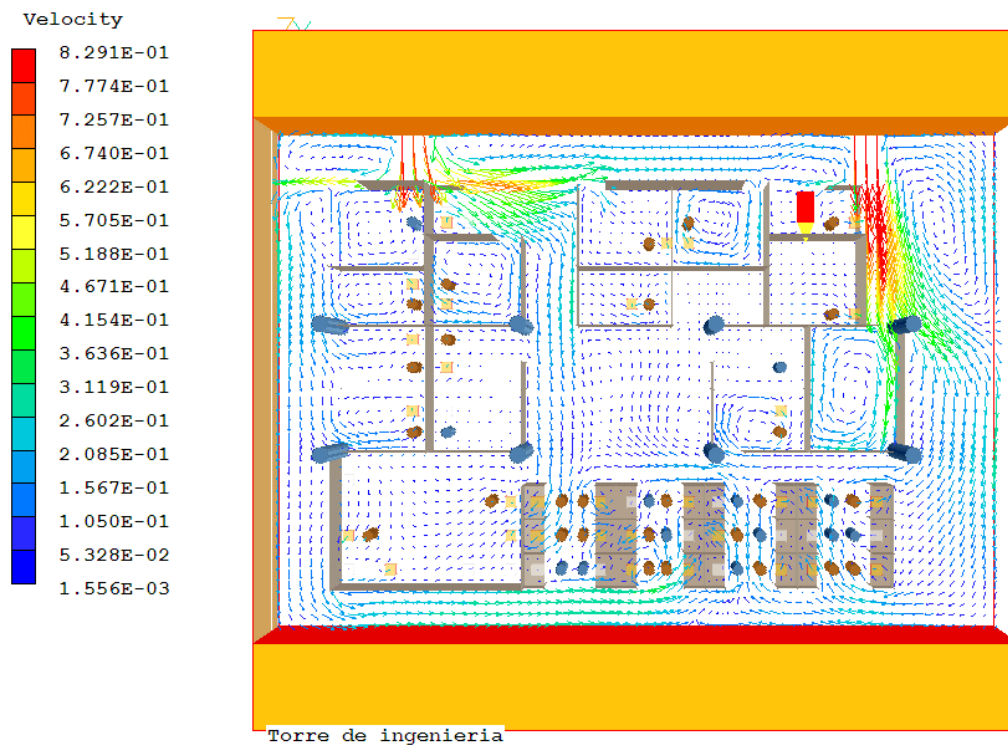 Velocity
8.291E-01
7.774E-01
7.257E-01
6.740E-01
6.222E-01
5.705E-01
5.188E-01
4.671E-01
4.154E-01
3.636E-01
3.119E-01
2.602E-01
2.085E-01
1.567E-01
1.050E-01
5.328E-02
1.556E-03
Torre de ingenieria